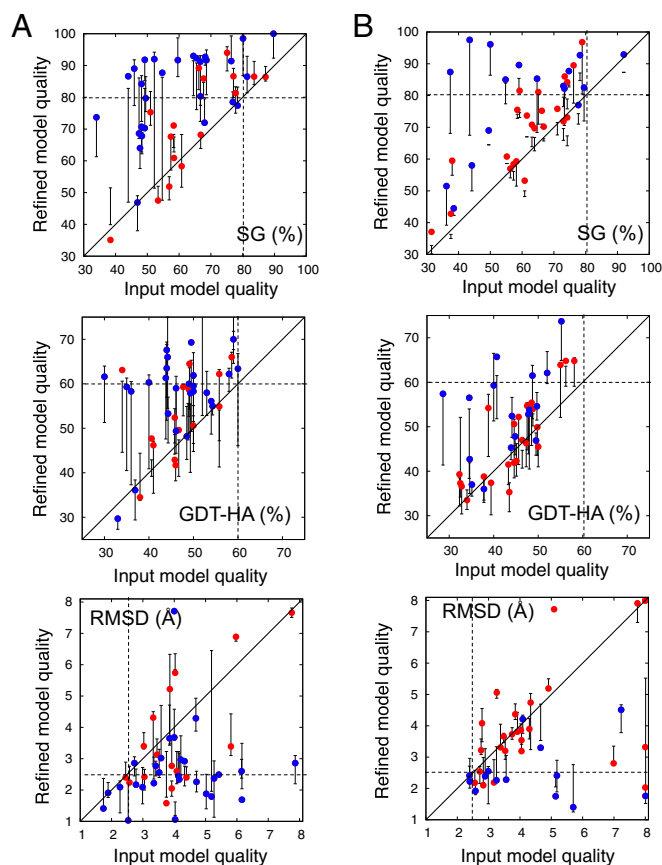 A
100
90
80
70
60
50
40
30
Refined model quality
SG (%)
30 40 50 60 70 80 90 100
Input model quality
70
60
50
40
30
Refined model quality
GDT-HA (%)
30 40 50 60 70
Input model quality
8
7
6
5
4
3
2
1
Refined model quality
RMSD (Å)
1 2 3 4 5 6 7 8
Input model quality
B
100
90
80
70
60
50
40
30
Refined model quality
SG (%)
30 40 50 60 70 80 90 100
Input model quality
70
60
50
40
30
Refined model quality
GDT-HA (%)
30 40 50 60 70
Input model quality
8
7
6
5
4
3
2
1
Refined model quality
RMSD (Å)
1 2 3 4 5 6 7 8
Input model quality